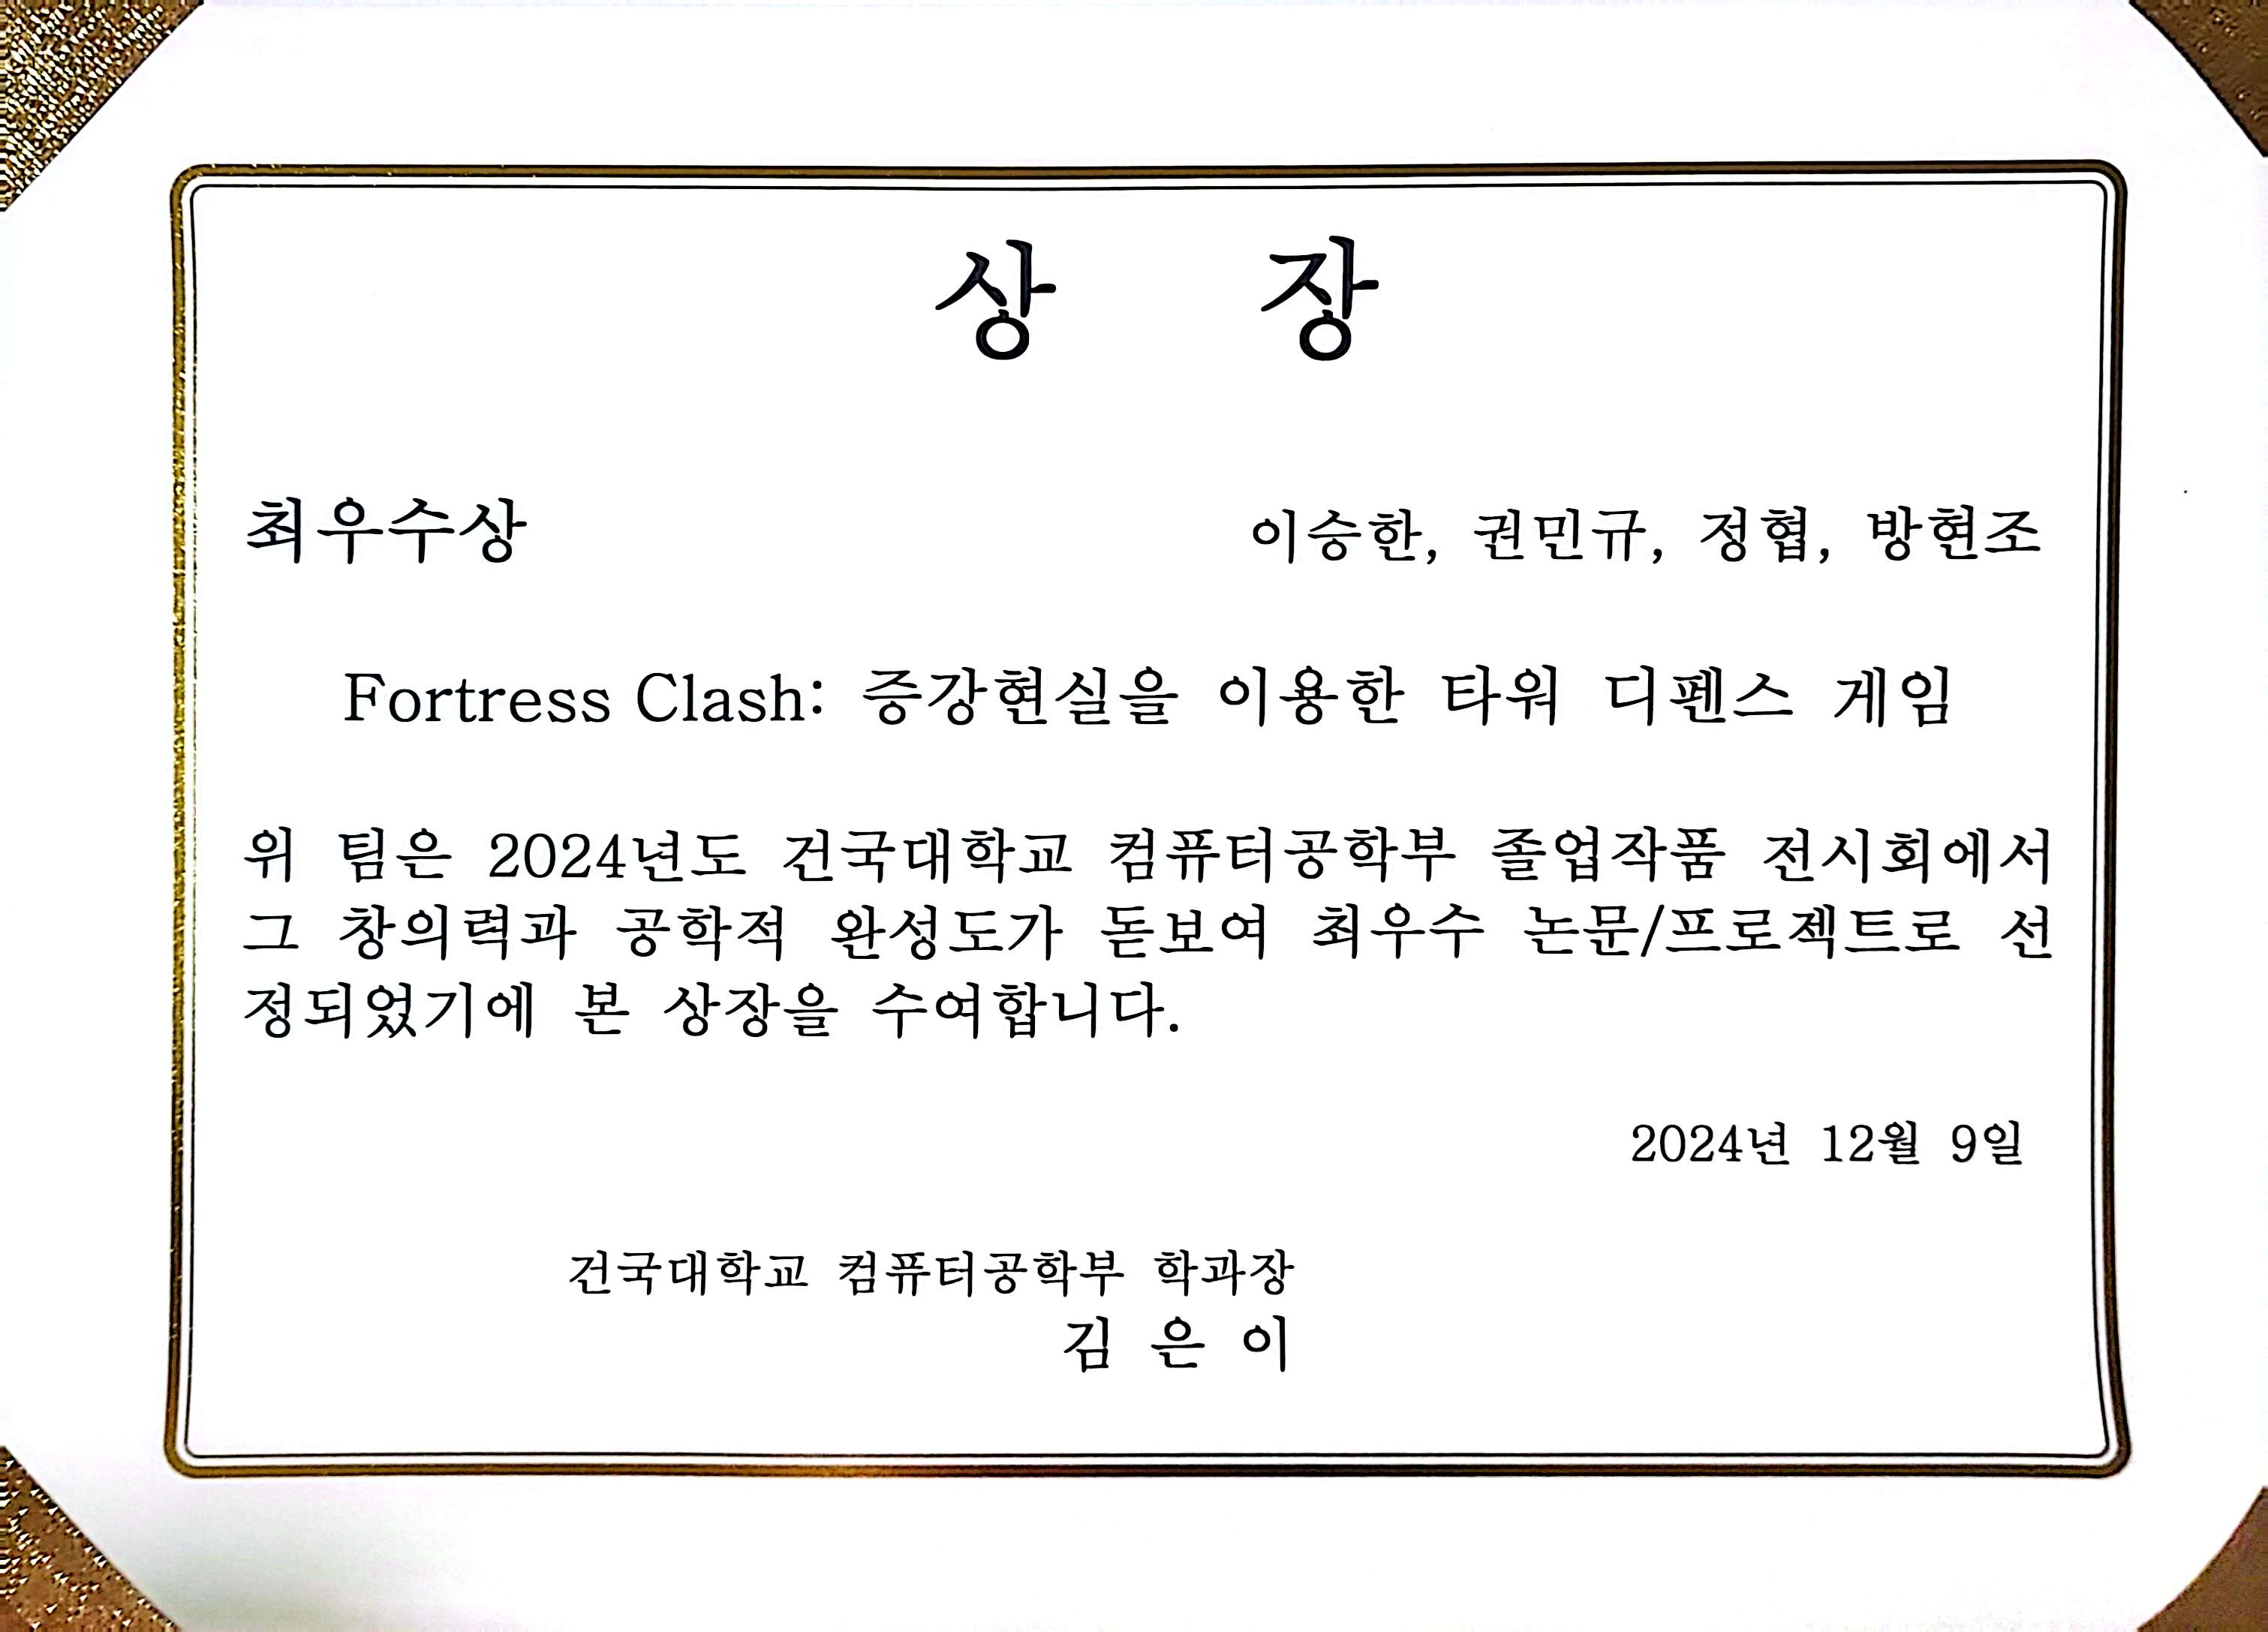 상 장
최우수상 이승한, 권민규, 정협, 방현조
Fortress Clash: 증강현실을 이용한 타워 디펜스 게임
위 팀은 2024년도 건국대학교 컴퓨터공학부 졸업작품 전시회에서
그 창의력과 공학적 완성도가 돋보여 최우수 논문/프로젝트로 선
정되었기에 본 상장을 수여합니다.
2024년 12월 9일
건국대학교 컴퓨터공학부 학과장
김 은 이